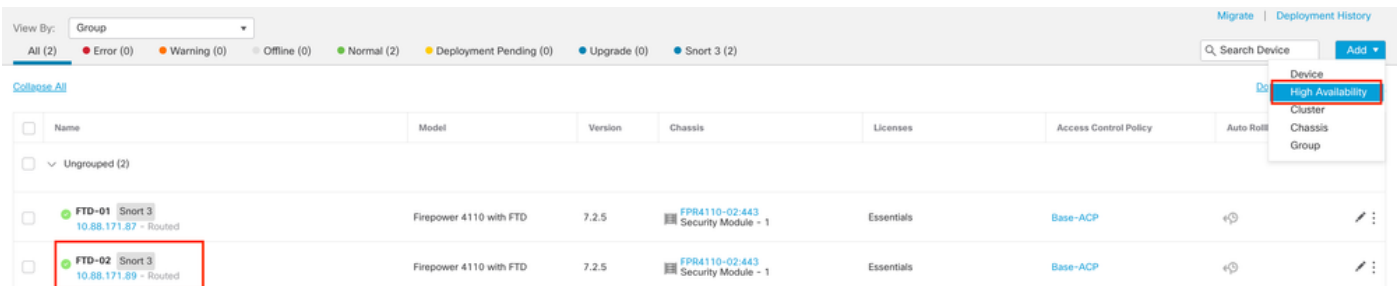 Migrate | Deployment History
View By: Group
All (2) Error (0) Warning (0) Offline (0) Normal (2) Deployment Pending (0) Upgrade (0) Snort 3 (2) Search Device Add
Collapse All
Device
High Availability
Cluster
Chassis
Group
Name Model Version Chassis Licenses Access Control Policy Auto
Ungrouped (2)
FTD-01 Snort 3
10.88.171.87 - Routed
Firepower 4110 with FTD 7.2.5
FPR4110-02:443
Security Module - 1
Essentials Base-ACP
FTD-02 Snort 3
10.88.171.89 - Routed
Firepower 4110 with FTD 7.2.5
FPR4110-02:443
Security Module - 1
Essentials Base-ACP